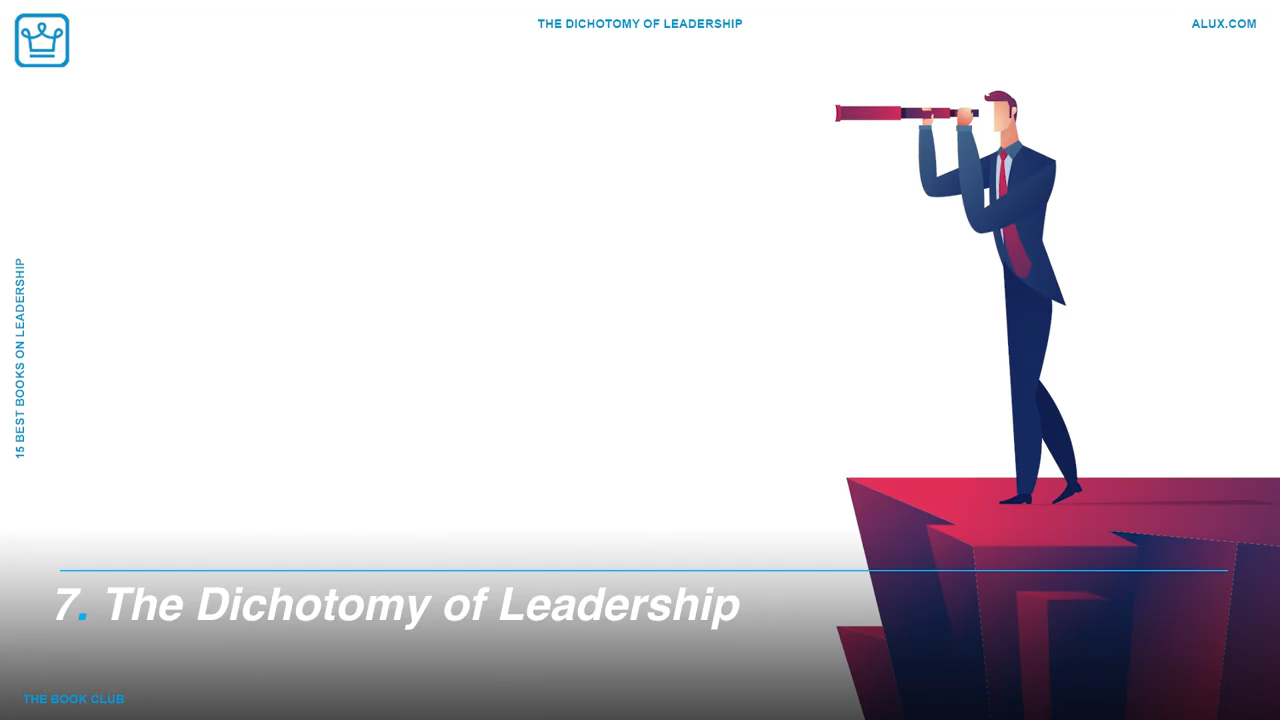 THE DICHOTOMY OF LEADERSHIP
ALUX.COM
15 BEST BOOKS ON LEADERSHIP
7. The Dichotomy of Leadership
THE BOOK CLUB